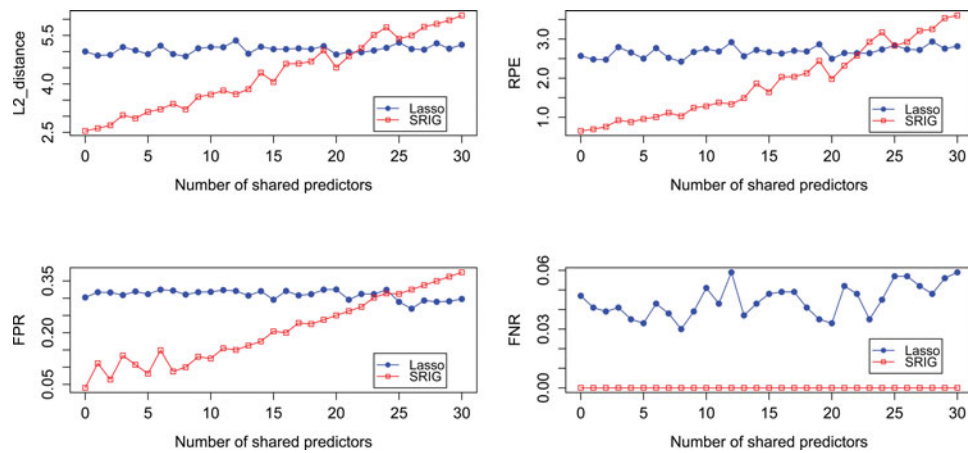 L2_distance
2.5 4.0 5.5
Lasso
SRIG
0 5 10 15 20 25 30
Number of shared predictors
RPE
1.0 2.0 3.0
Lasso
SRIG
0 5 10 15 20 25 30
Number of shared predictors
FPR
0.05 0.20 0.35
Lasso
SRIG
0 5 10 15 20 25 30
Number of shared predictors
FNR
0.00 0.03 0.06
Lasso
SRIG
0 5 10 15 20 25 30
Number of shared predictors